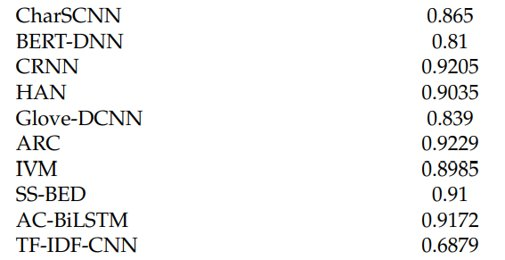 CharSCNN 0.865
BERT-DNN 0.81
CRNN 0.9205
HAN 0.9035
Glove-DCNN 0.839
ARC 0.9229
IVM 0.8985
SS-BED 0.91
AC-BiLSTM 0.9172
TF-IDF-CNN 0.6879